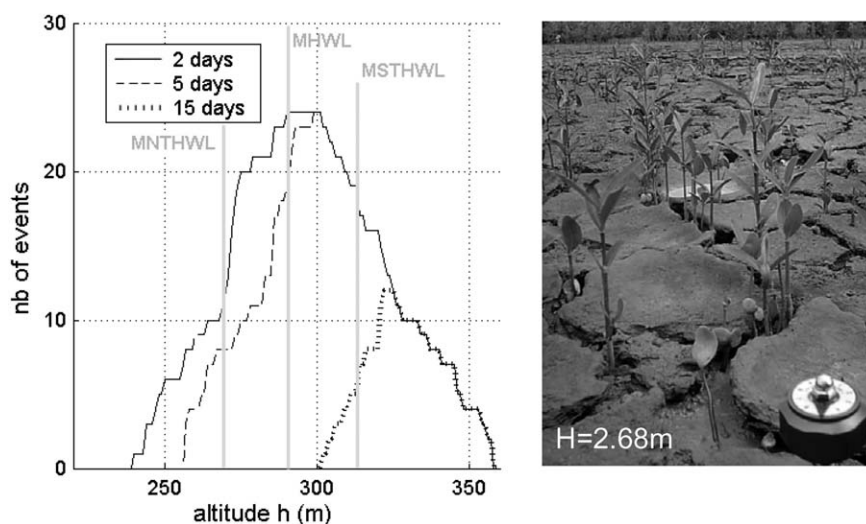 30
20
10
0
nb of events
2 days
5 days
15 days
MNTHWL
MHWL
MSTHWL
250
300
350
altitude h (m)
H=2.68m